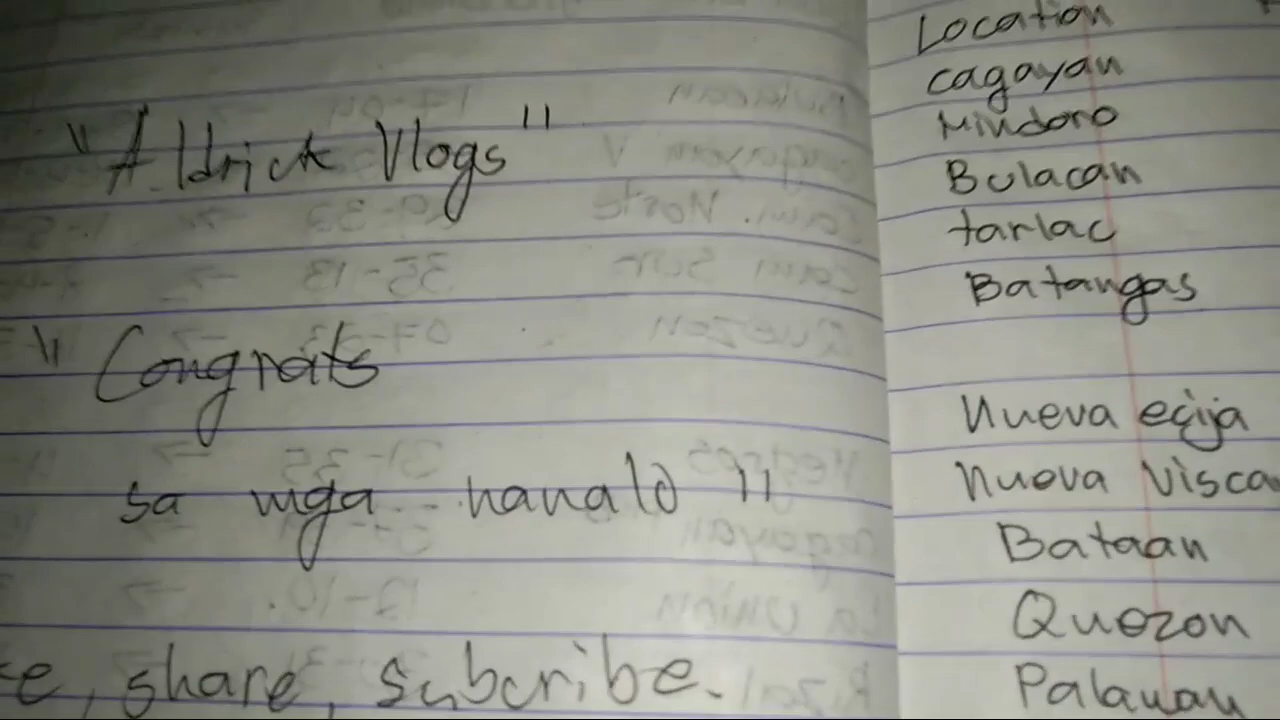 "Aldrick Vlogs"
"Congrats
sa mga nanalo"
ke, share, subcribe.
Location
cagayan
Mindoro
Bulacan
tarlac
Batangas
Nueva ecija
Nueva Visca
Bataan
Quezon
Palawan